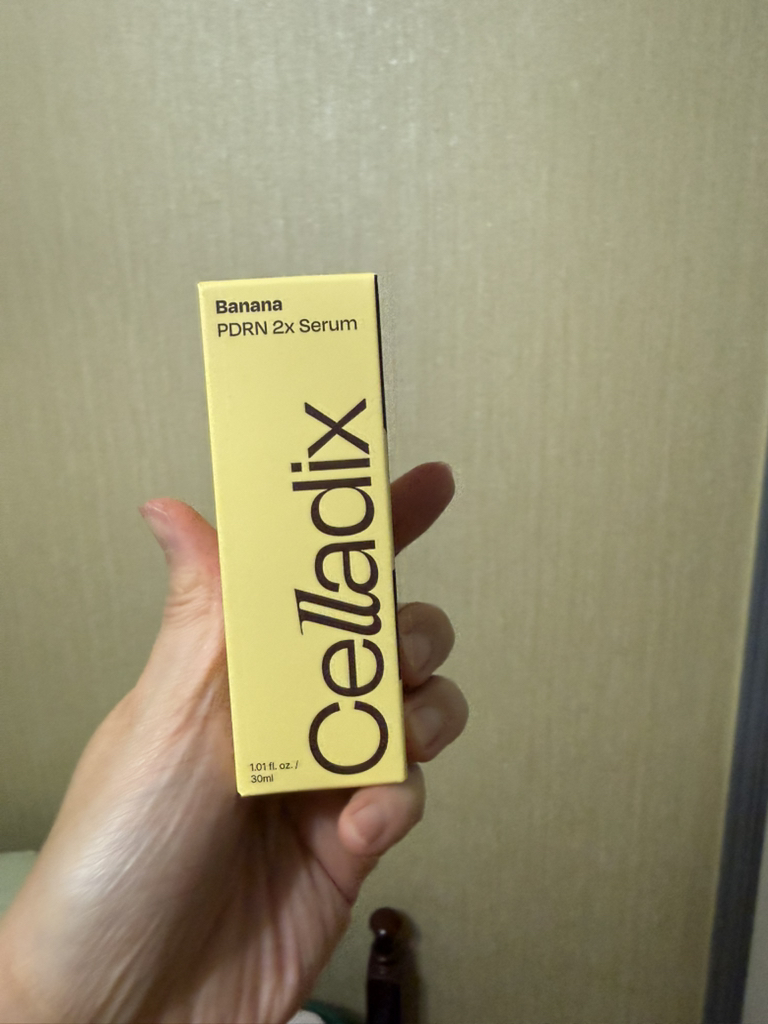 Banana
PDRN 2x Serum
Celladix
1.01 fl. oz. /
30ml